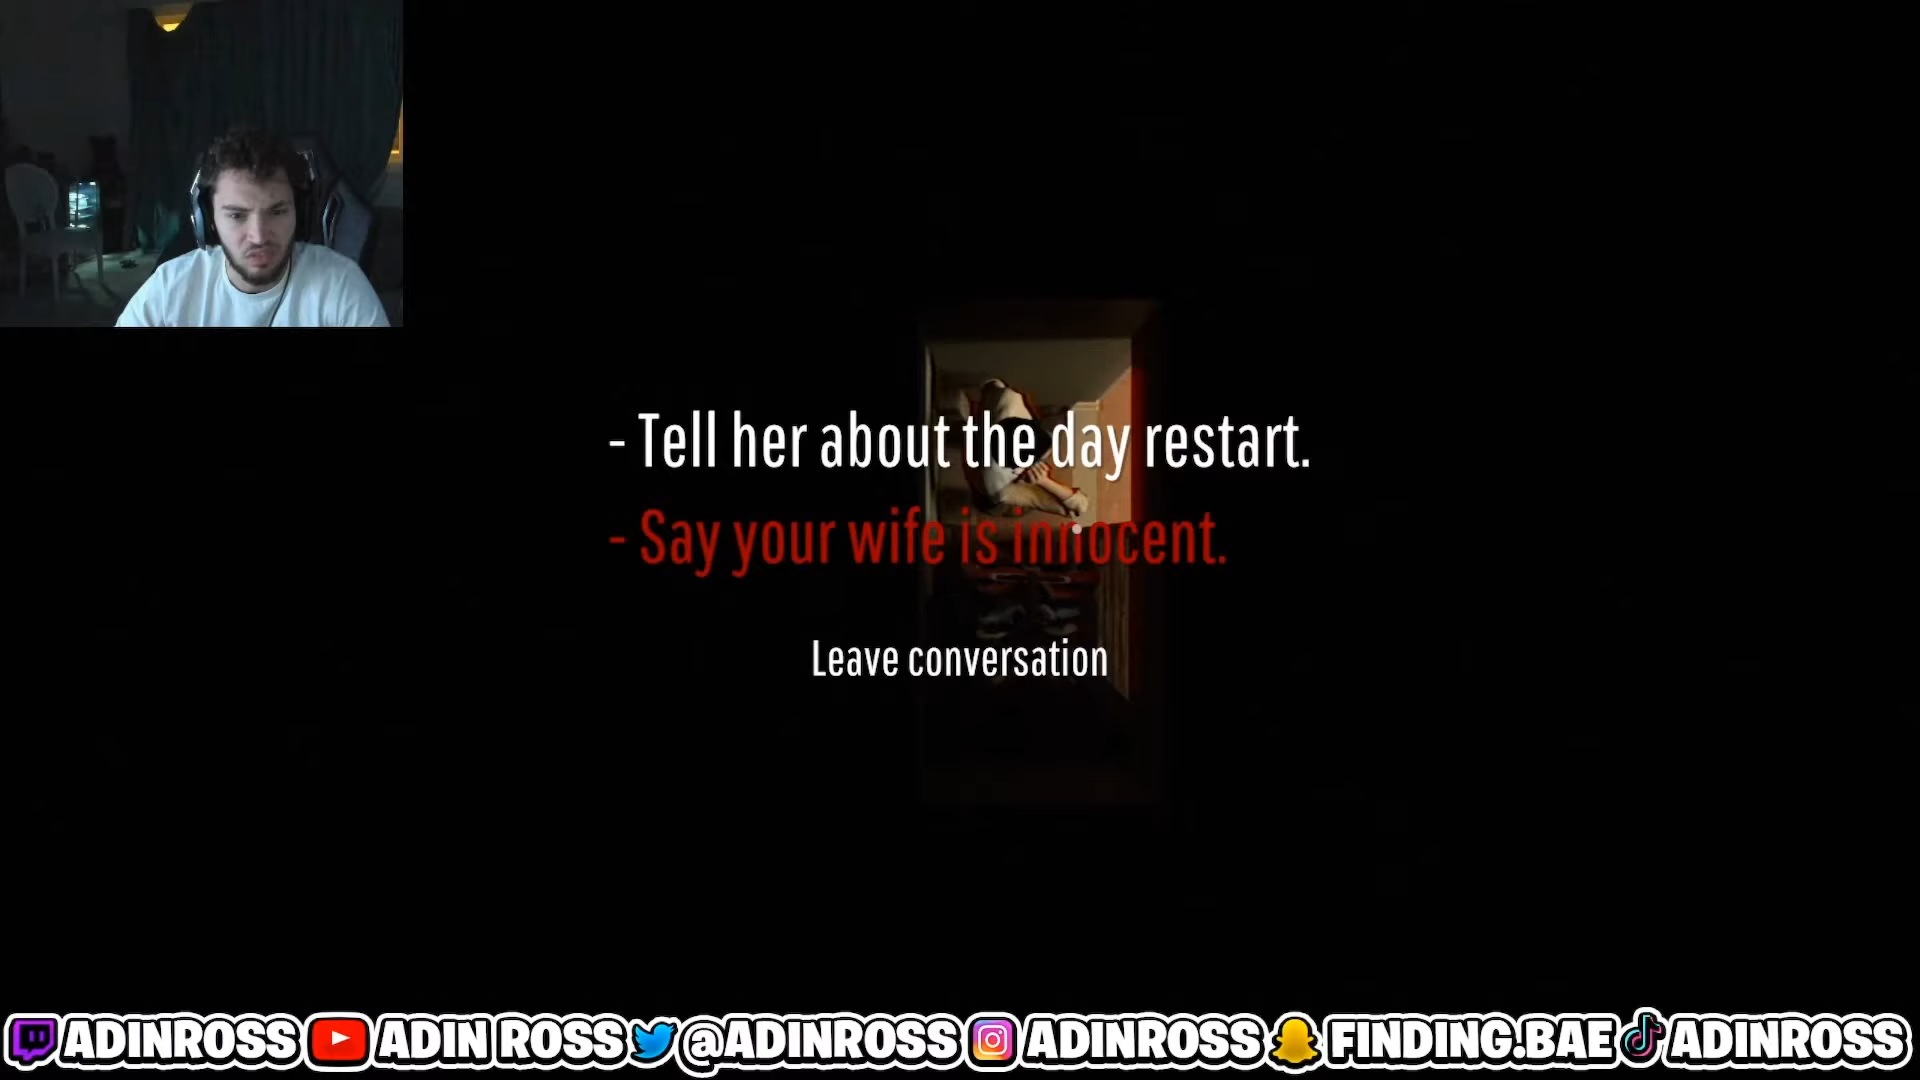 - Tell her about the day restart.
- Say your wife is innocent.
Leave conversation
ADINROSS ADIN ROSS @ADINROSS ADINROSS FINDING.BAE ADINROSS